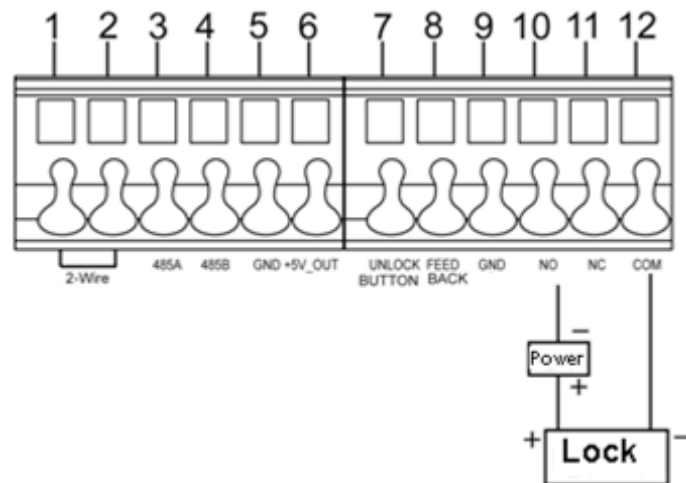 1 2 3 4 5 6 7 8 9 10 11 12
2-Wire 485A 485B GND +5V_OUT UNLOCK BUTTON FEED BACK GND NO NC COM
−
Power
+
+ Lock −